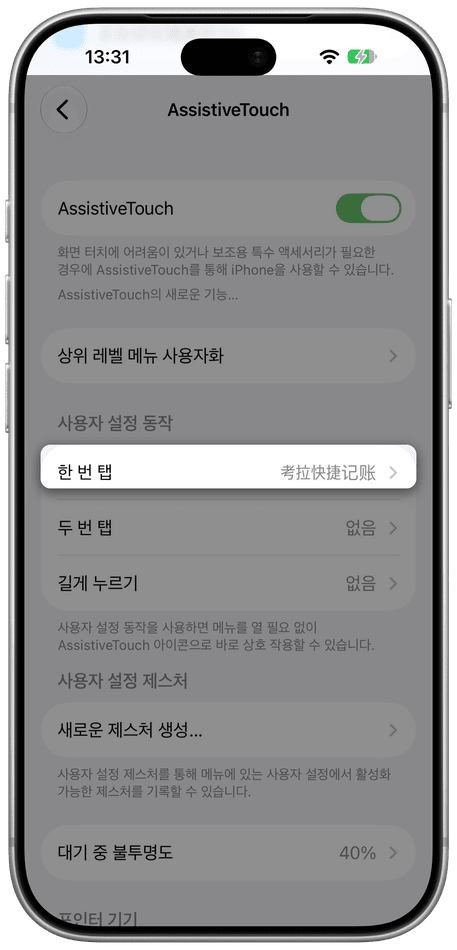 13:31
AssistiveTouch
AssistiveTouch
화면 터치에 어려움이 있거나 보조용 특수 액세서리가 필요한
경우에 AssistiveTouch를 통해 iPhone을 사용할 수 있습니다.
AssistiveTouch의 새로운 기능...
상위 레벨 메뉴 사용자화
사용자 설정 동작
한 번 탭 考拉快捷记账
두 번 탭 없음
길게 누르기 없음
사용자 설정 동작을 사용하면 메뉴를 열 필요 없이
AssistiveTouch 아이콘으로 바로 상호 작용할 수 있습니다.
사용자 설정 제스처
새로운 제스처 생성...
사용자 설정 제스처를 통해 메뉴에 있는 사용자 설정에서 활성화
가능한 제스처를 기록할 수 있습니다.
대기 중 불투명도 40%
포인터 기기